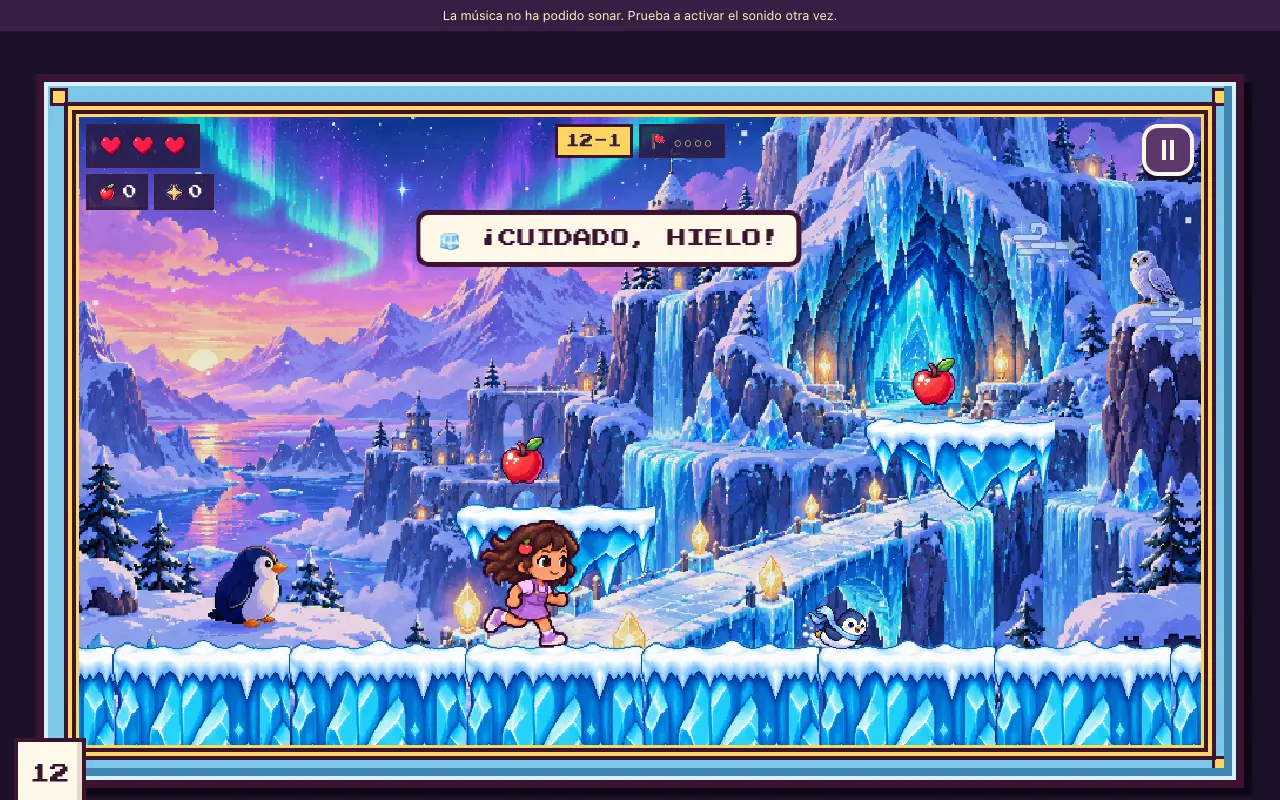 La música no ha podido sonar. Prueba a activar el sonido otra vez.
12-1
0 0
¡CUIDADO, HIELO!
12